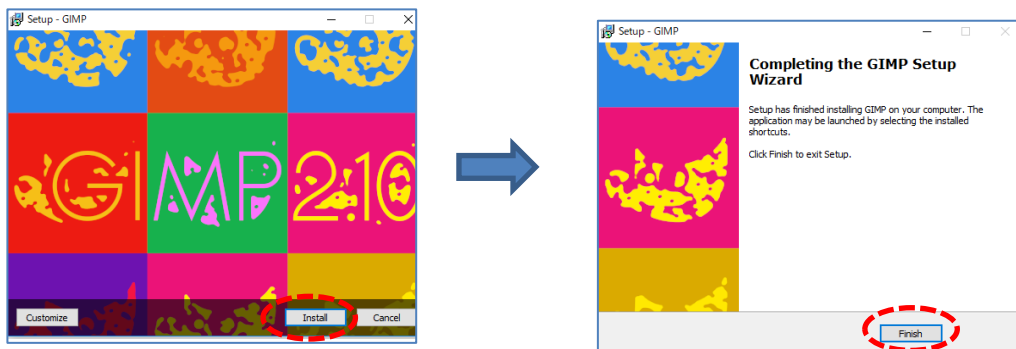 Setup - GIMP
GIMP 2.10
Customize
Install
Cancel
Setup - GIMP
Completing the GIMP Setup
Wizard
Setup has finished installing GIMP on your computer. The
application may be launched by selecting the installed
shortcuts.
Click Finish to exit Setup.
Finish